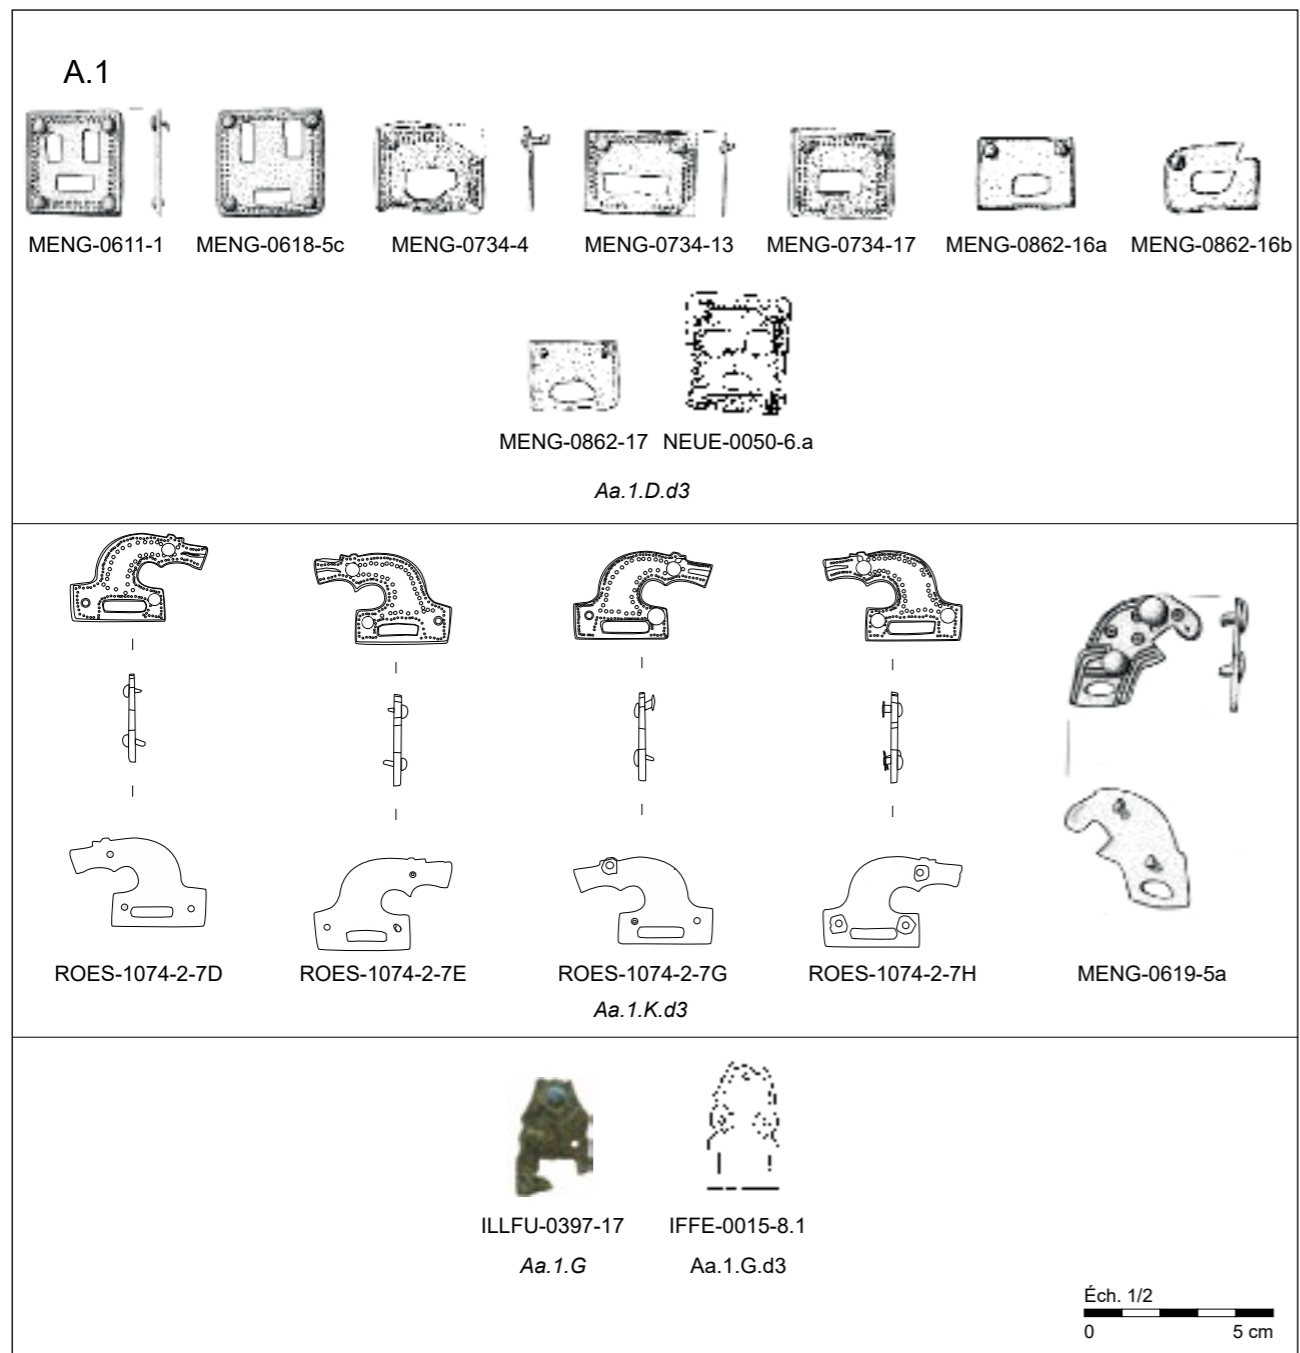 A.1
MENG-0611-1 MENG-0618-5c MENG-0734-4 MENG-0734-13 MENG-0734-17 MENG-0862-16a MENG-0862-16b
MENG-0862-17 NEUE-0050-6.a
Aa.1.D.d3
ROES-1074-2-7D ROES-1074-2-7E ROES-1074-2-7G ROES-1074-2-7H MENG-0619-5a
Aa.1.K.d3
ILLFU-0397-17 IFFE-0015-8.1
Aa.1.G Aa.1.G.d3
Éch. 1/2
0 5 cm